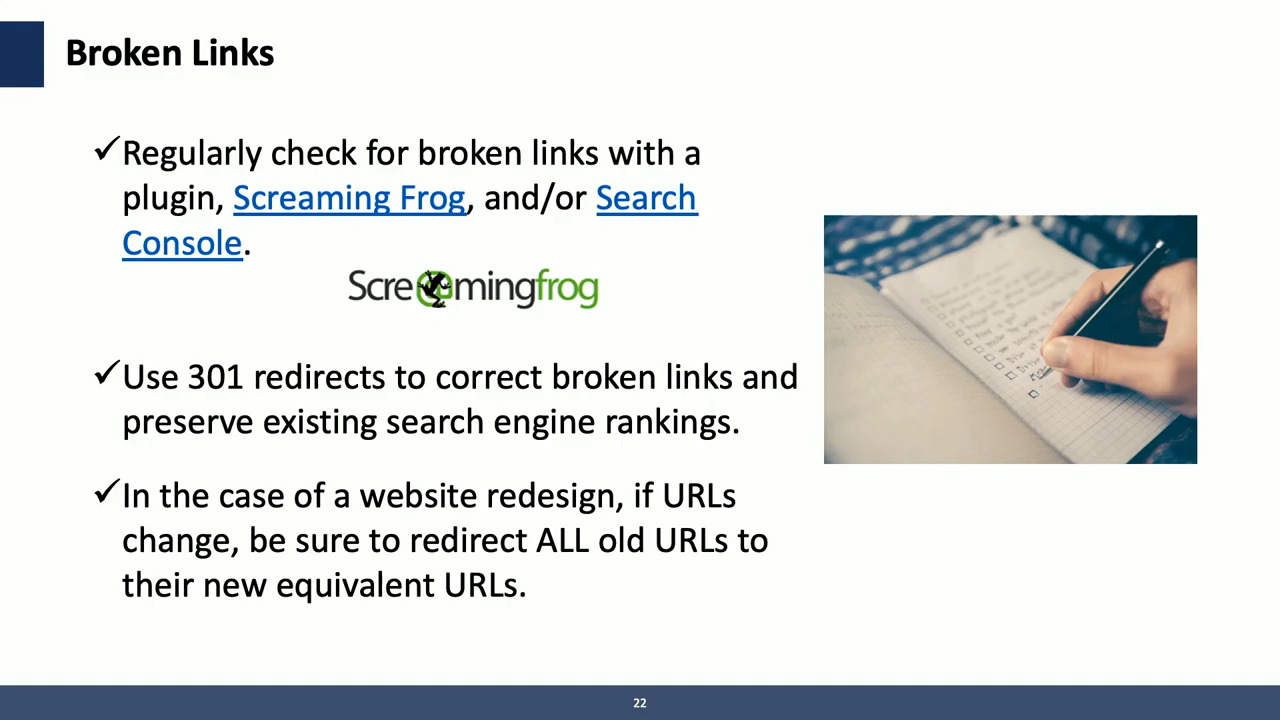 Broken Links
✓Regularly check for broken links with a
plugin, Screaming Frog, and/or Search
Console.
Screamingfrog
✓Use 301 redirects to correct broken links and
preserve existing search engine rankings.
✓In the case of a website redesign, if URLs
change, be sure to redirect ALL old URLs to
their new equivalent URLs.
22